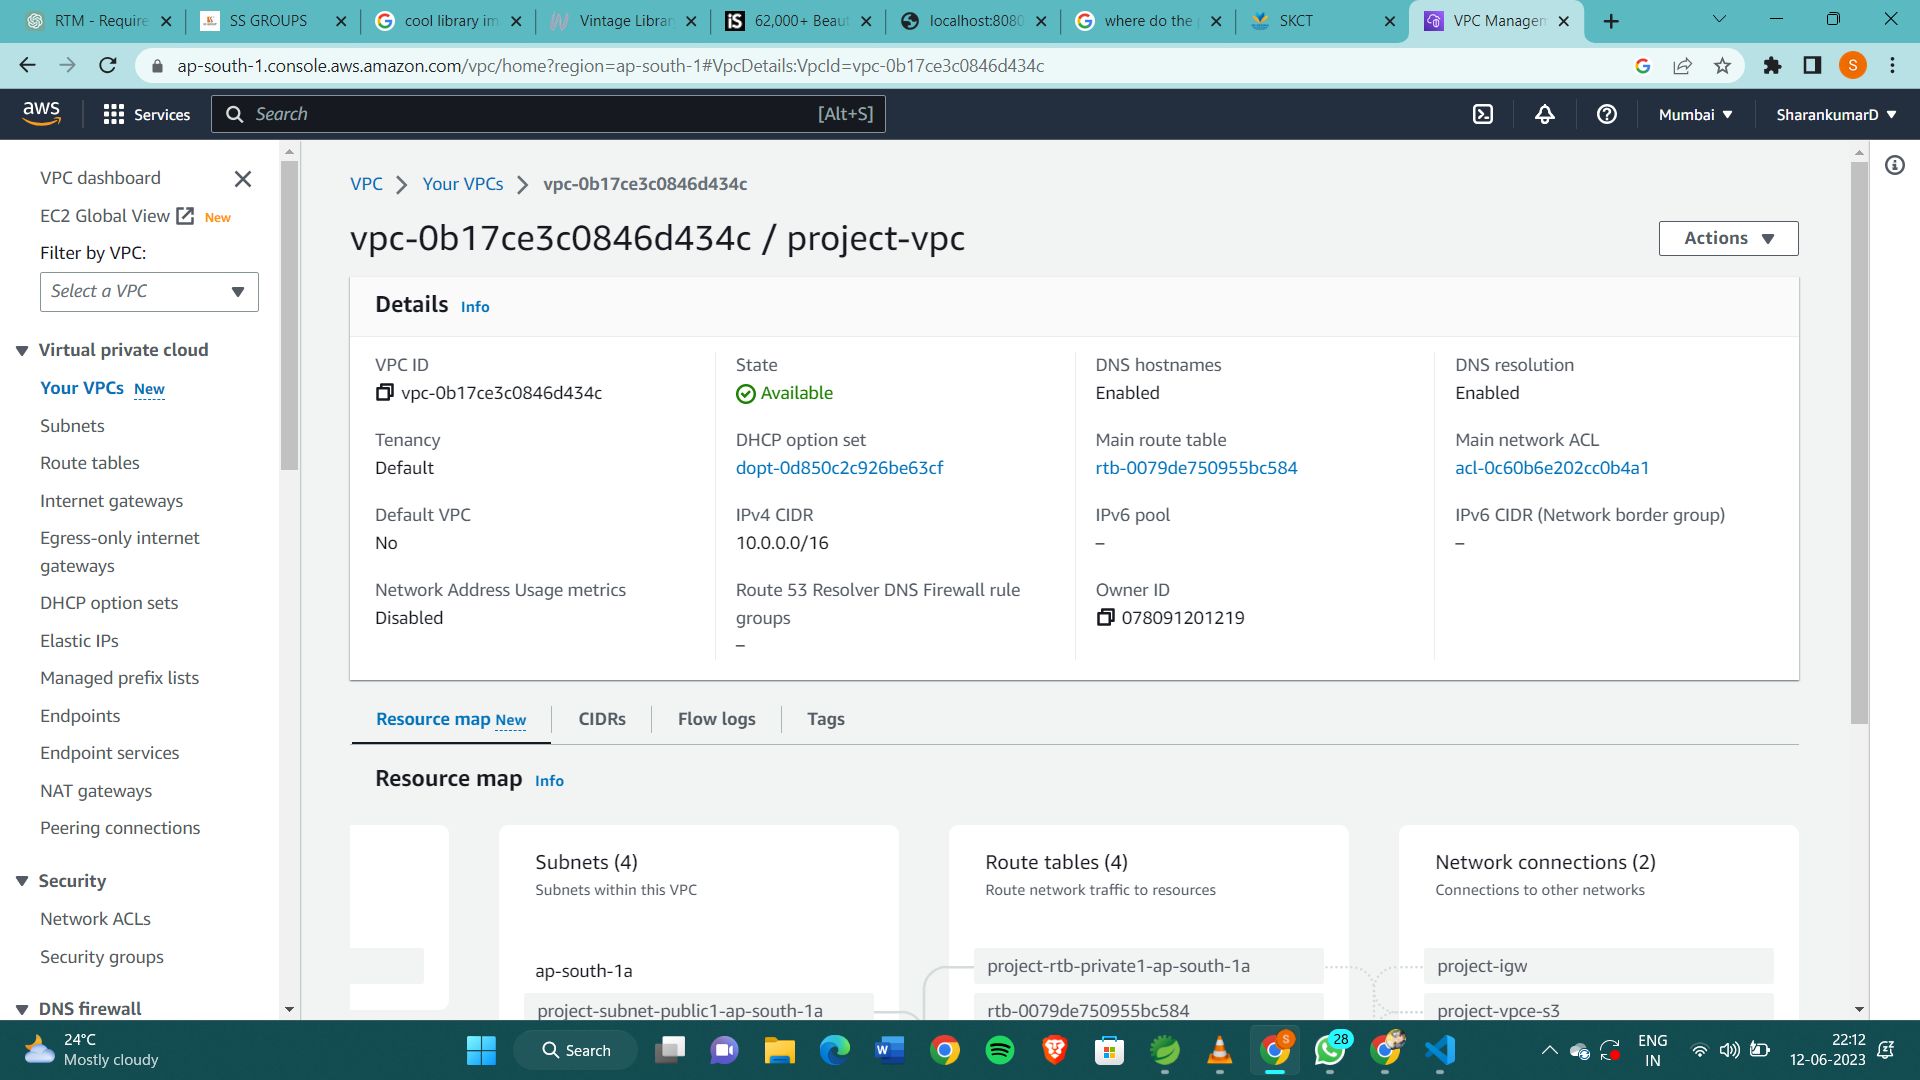 RTM - Require
SS GROUPS
cool library im
Vintage Librar
62,000+ Beau
localhost:8080
where do the
SKCT
VPC Managem
ap-south-1.console.aws.amazon.com/vpc/home?region=ap-south-1#VpcDetails:VpcId=vpc-0b17ce3c0846d434c
S
aws
Services
Search
[Alt+S]
Mumbai
SharankumarD
VPC dashboard
EC2 Global View New
Filter by VPC:
Select a VPC
Virtual private cloud
Your VPCs New
Subnets
Route tables
Internet gateways
Egress-only internet
gateways
DHCP option sets
Elastic IPs
Managed prefix lists
Endpoints
Endpoint services
NAT gateways
Peering connections
Security
Network ACLs
Security groups
DNS firewall
VPC
Your VPCs
vpc-0b17ce3c0846d434c
vpc-0b17ce3c0846d434c / project-vpc
Actions
Details Info
VPC ID
vpc-0b17ce3c0846d434c
State
Available
DNS hostnames
Enabled
DNS resolution
Enabled
Tenancy
Default
DHCP option set
dopt-0d850c2c926be63cf
Main route table
rtb-0079de750955bc584
Main network ACL
acl-0c60b6e202cc0b4a1
Default VPC
No
IPv4 CIDR
10.0.0.0/16
IPv6 pool
–
IPv6 CIDR (Network border group)
–
Network Address Usage metrics
Disabled
Route 53 Resolver DNS Firewall rule
groups
–
Owner ID
078091201219
Resource map New
CIDRs
Flow logs
Tags
Resource map Info
Subnets (4)
Subnets within this VPC
ap-south-1a
project-subnet-public1-ap-south-1a
Route tables (4)
Route network traffic to resources
project-rtb-private1-ap-south-1a
rtb-0079de750955bc584
Network connections (2)
Connections to other networks
project-igw
project-vpce-s3
24°C
Mostly cloudy
Search
28
ENG
IN
22:12
12-06-2023